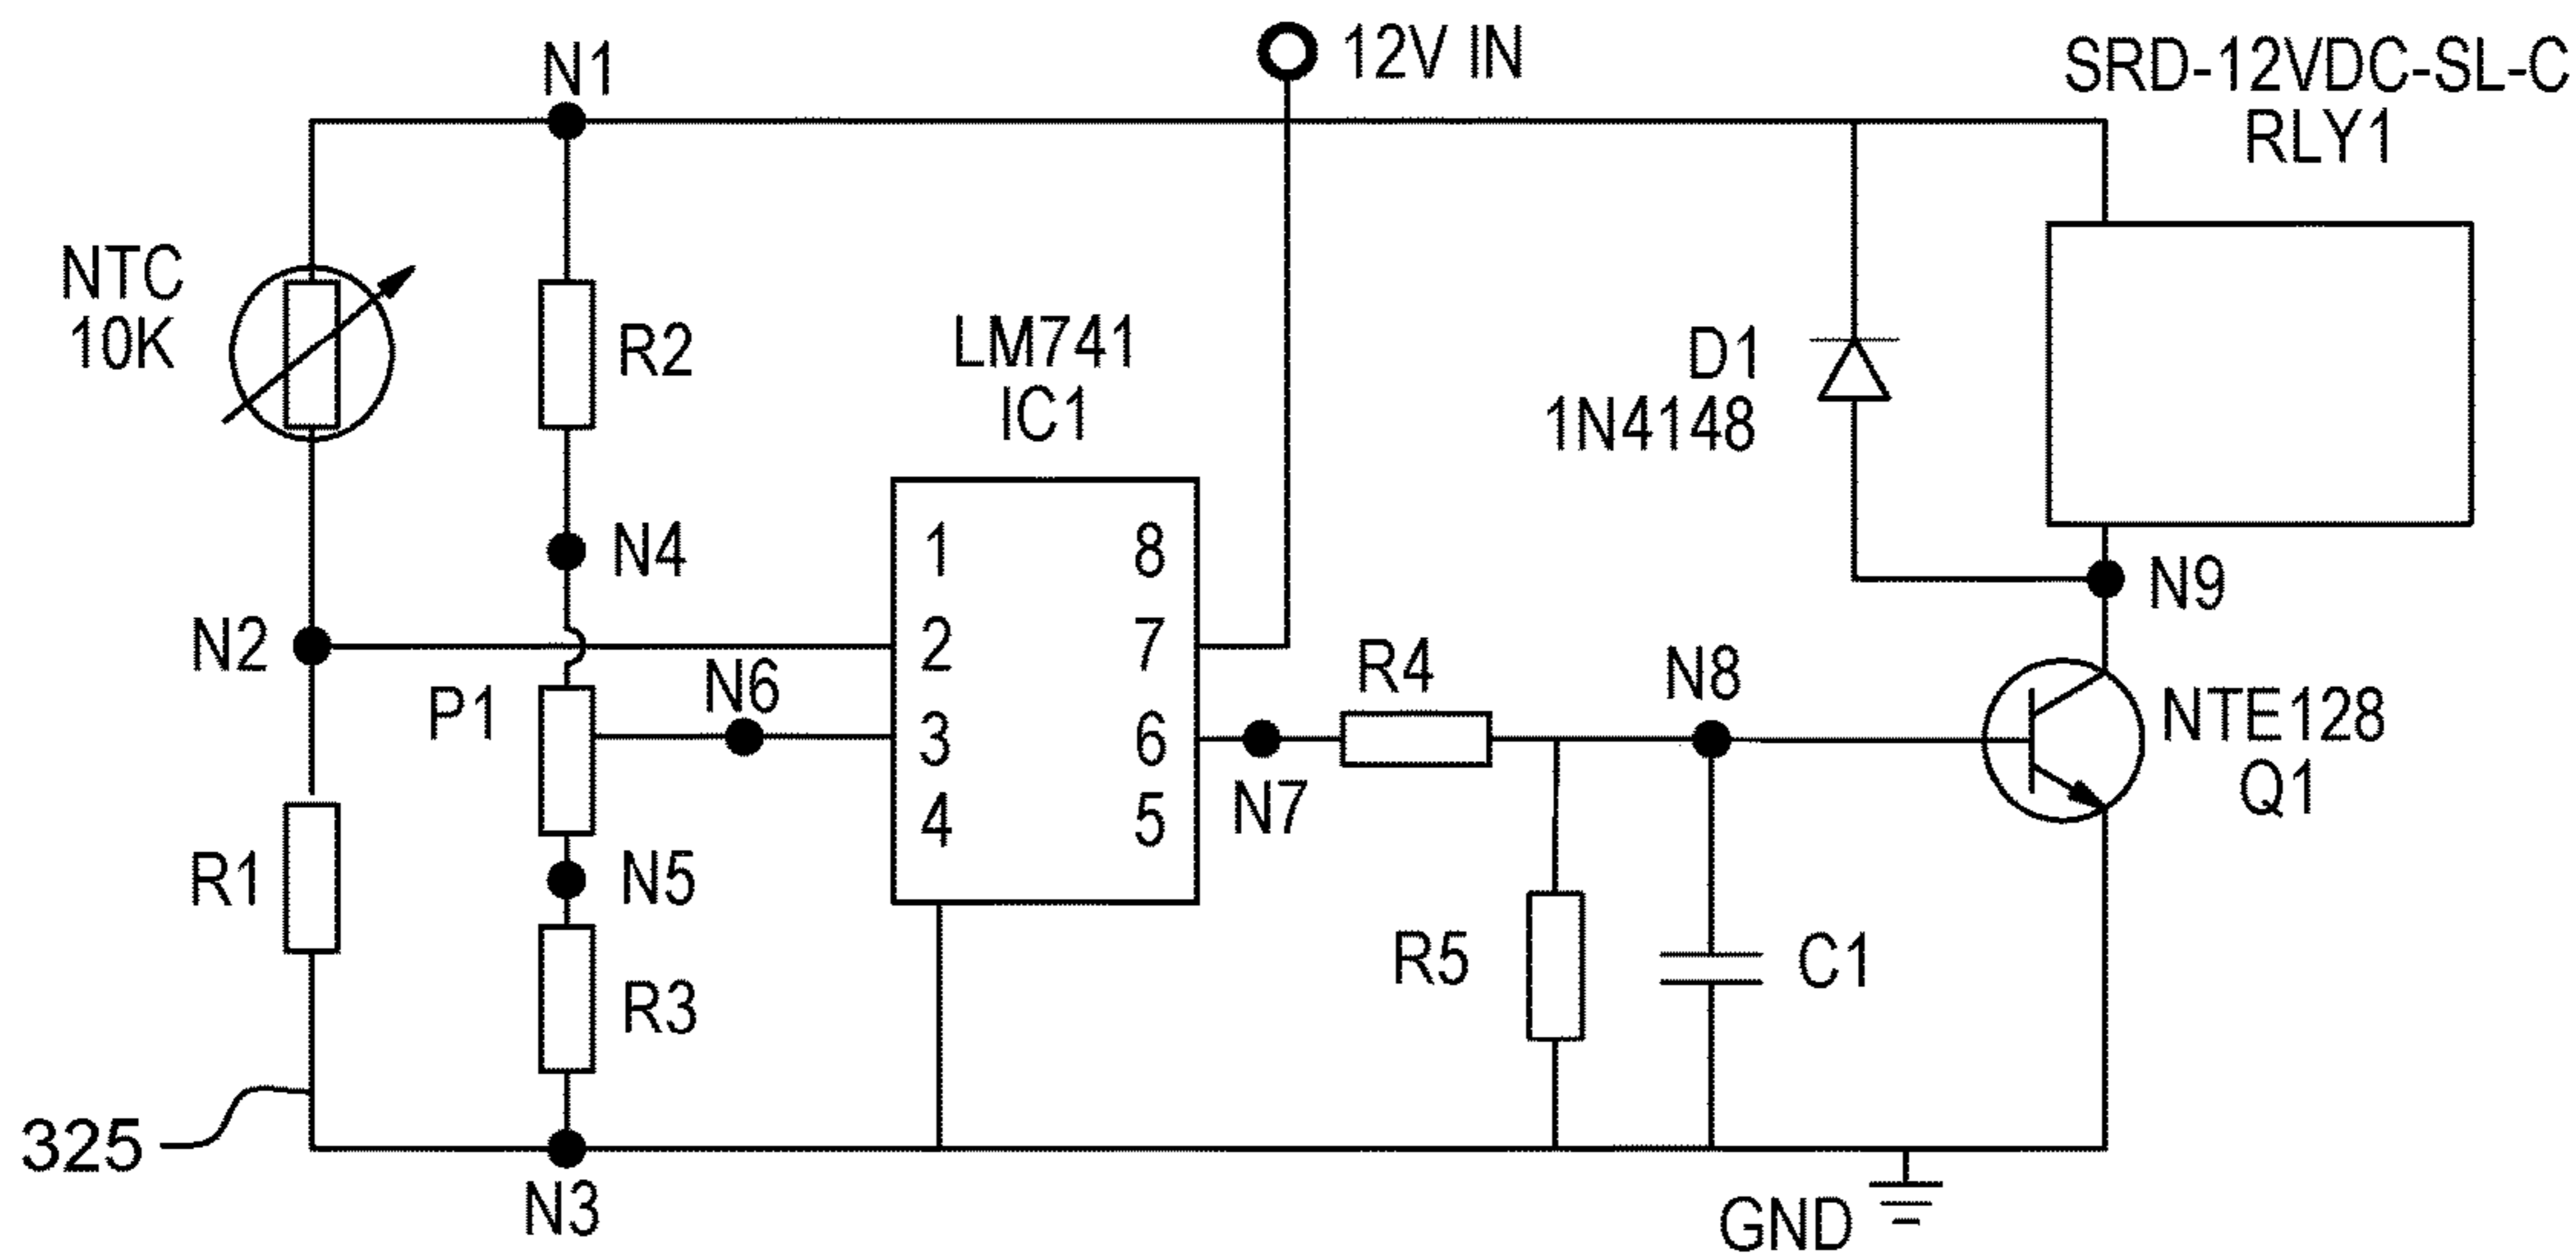 N1
12V IN
SRD-12VDC-SL-C
RLY1
NTC
10K
R2
LM741
IC1
D1
1N4148
N4
1 8
N9
N2
2 7
P1
N6
R4
N8
NTE128
Q1
3 6
N7
4 5
R1
N5
R5
C1
R3
325
N3
GND